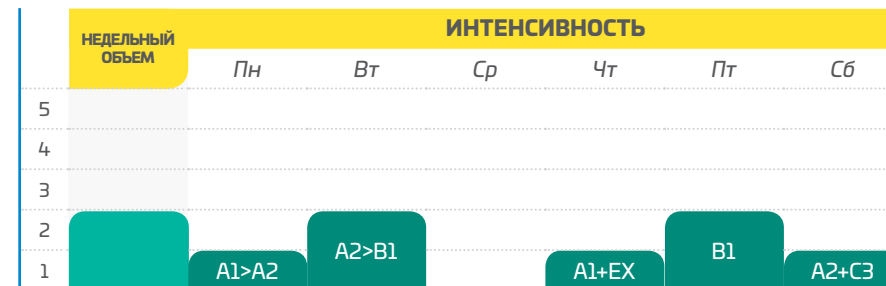 НЕДЕЛЬНЫЙ ОБЪЕМ
ИНТЕНСИВНОСТЬ
Пн Вт Ср Чт Пт Сб
5
4
3
2
A2>B1 B1
1 A1>A2 A1+EX A2+C3